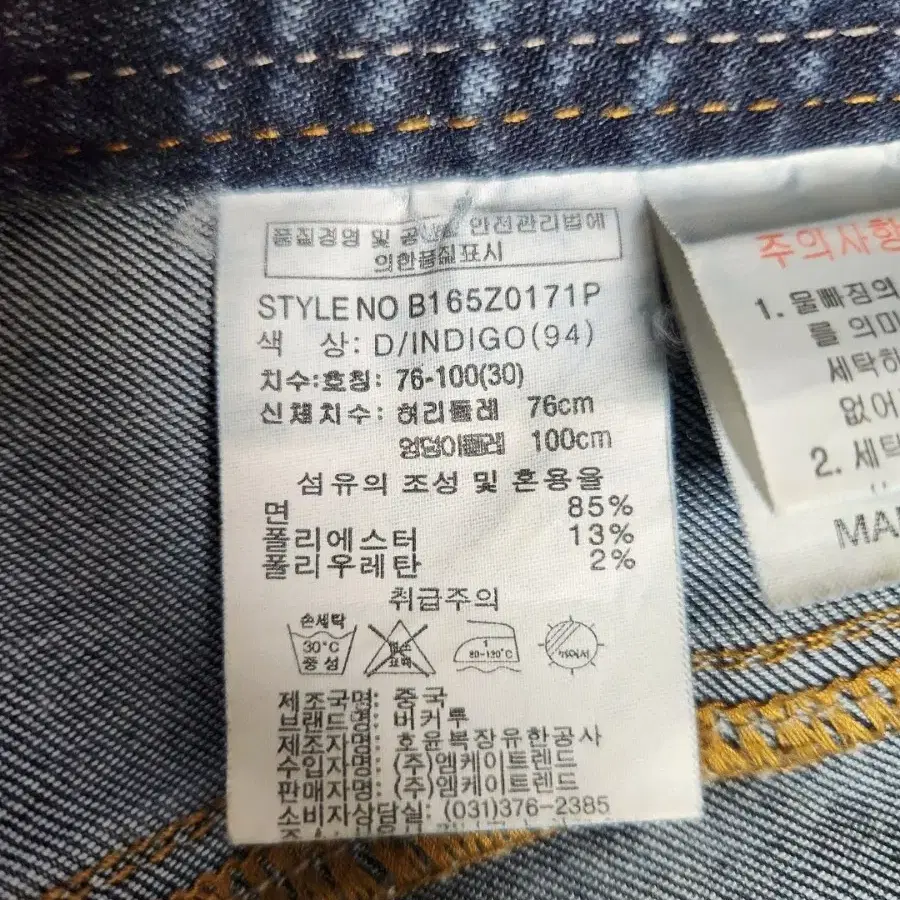 품질경영 및 공 안전관리법에
의한품질표시
STYLE NO B165Z0171P
색 상: D/INDIGO(94)
치수:호칭: 76-100(30)
신체치수: 허리둘레 76cm
엉덩이둘레 100cm
섬유의 조성 및 혼용율
면 85%
폴리에스터 13%
폴리우레탄 2%
취급주의
손세탁
30°C
중성
염소
표백
1
80-120°C
뉘어서
제조국명: 중국
브랜드명: 버커루
제조자명: 호윤복장유한공사
수입자명: (주)엠케이트렌드
판매자명: (주)엠케이트렌드
소비자상담실: (031)376-2385
주의사항
1. 물빠짐의
를 의미
세탁하
없어
2. 세탁
MA